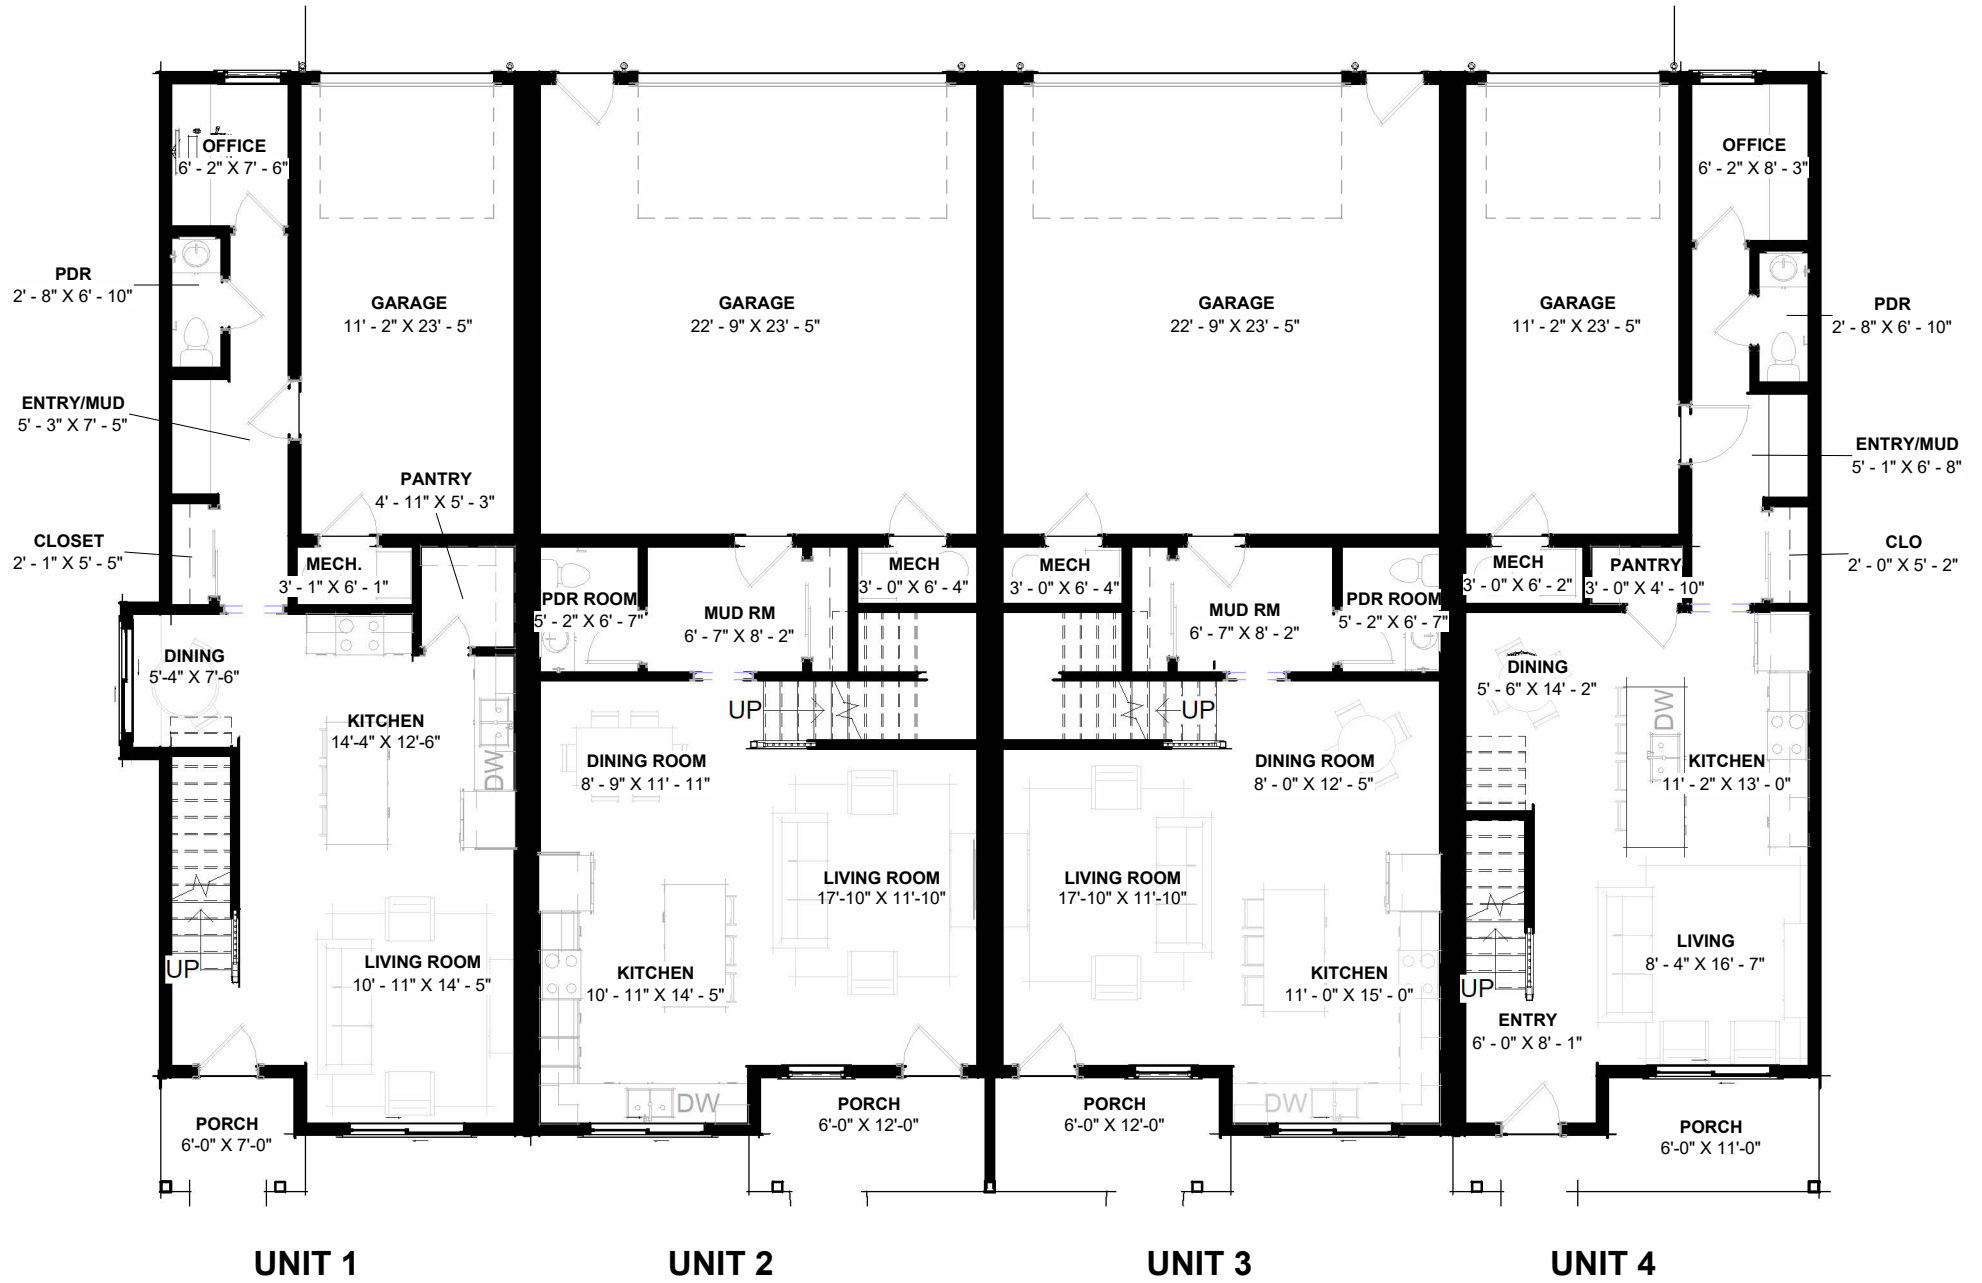 OFFICE
6' - 2" X 7' - 6"
PDR
2' - 8" X 6' - 10"
GARAGE
11' - 2" X 23' - 5"
ENTRY/MUD
5' - 3" X 7' - 5"
PANTRY
4' - 11" X 5' - 3"
CLOSET
2' - 1" X 5' - 5"
MECH.
3' - 1" X 6' - 1"
DINING
5'-4" X 7'-6"
KITCHEN
14'-4" X 12'-6"
DW
UP
LIVING ROOM
10' - 11" X 14' - 5"
PORCH
6'-0" X 7'-0"
UNIT 1
GARAGE
22' - 9" X 23' - 5"
PDR ROOM
5' - 2" X 6' - 7"
MUD RM
6' - 7" X 8' - 2"
MECH
3' - 0" X 6' - 4"
UP
DINING ROOM
8' - 9" X 11' - 11"
LIVING ROOM
17'-10" X 11'-10"
KITCHEN
10' - 11" X 14' - 5"
DW
PORCH
6'-0" X 12'-0"
UNIT 2
GARAGE
22' - 9" X 23' - 5"
MECH
3' - 0" X 6' - 4"
MUD RM
6' - 7" X 8' - 2"
PDR ROOM
5' - 2" X 6' - 7"
UP
DINING ROOM
8' - 0" X 12' - 5"
LIVING ROOM
17'-10" X 11'-10"
KITCHEN
11' - 0" X 15' - 0"
DW
PORCH
6'-0" X 12'-0"
UNIT 3
OFFICE
6' - 2" X 8' - 3"
GARAGE
11' - 2" X 23' - 5"
PDR
2' - 8" X 6' - 10"
ENTRY/MUD
5' - 1" X 6' - 8"
CLO
2' - 0" X 5' - 2"
MECH
3' - 0" X 6' - 2"
PANTRY
3' - 0" X 4' - 10"
DINING
5' - 6" X 14' - 2"
DW
KITCHEN
11' - 2" X 13' - 0"
LIVING
8' - 4" X 16' - 7"
UP
ENTRY
6' - 0" X 8' - 1"
PORCH
6'-0" X 11'-0"
UNIT 4